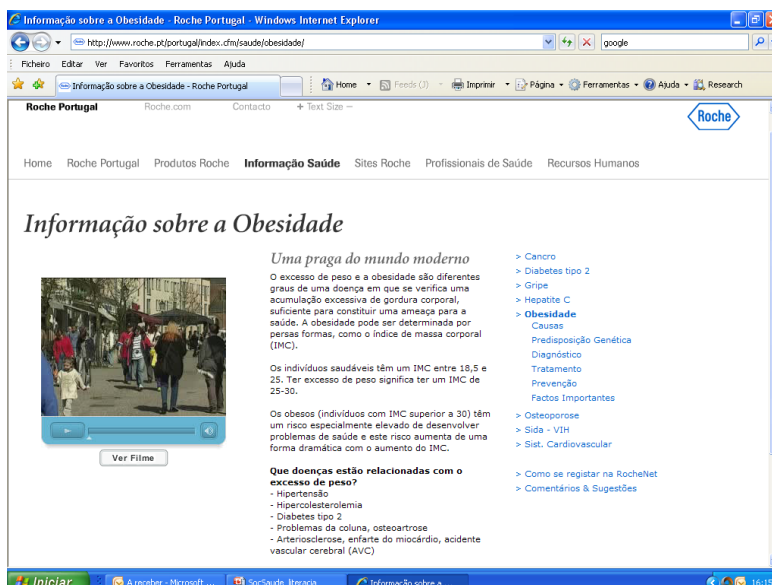 Informação sobre a Obesidade - Roche Portugal - Windows Internet Explorer
http://www.roche.pt/portugal/index.cfm/saude/obesidade/
google
Ficheiro Editar Ver Favoritos Ferramentas Ajuda
Informação sobre a Obesidade - Roche Portugal
Home Feeds (J) Imprimir Página Ferramentas Ajuda Research
Roche Portugal Roche.com Contacto + Text Size −
Roche
Home Roche Portugal Produtos Roche Informação Saúde Sites Roche Profissionais de Saúde Recursos Humanos
Informação sobre a Obesidade
Uma praga do mundo moderno
O excesso de peso e a obesidade são diferentes
graus de uma doença em que se verifica uma
acumulação excessiva de gordura corporal,
suficiente para constituir uma ameaça para a
saúde. A obesidade pode ser determinada por
persas formas, como o índice de massa corporal
(IMC).
Os indivíduos saudáveis têm um IMC entre 18,5 e
25. Ter excesso de peso significa ter um IMC de
25-30.
Os obesos (indivíduos com IMC superior a 30) têm
um risco especialmente elevado de desenvolver
problemas de saúde e este risco aumenta de uma
forma dramática com o aumento do IMC.
Que doenças estão relacionadas com o
excesso de peso?
- Hipertensão
- Hipercolesterolemia
- Diabetes tipo 2
- Problemas da coluna, osteoartrose
- Arteriosclerose, enfarte do miocárdio, acidente
vascular cerebral (AVC)
Ver Filme
> Cancro
> Diabetes tipo 2
> Gripe
> Hepatite C
> Obesidade
Causas
Predisposição Genética
Diagnóstico
Tratamento
Prevenção
Factos Importantes
> Osteoporose
> Sida - VIH
> Sist. Cardiovascular
> Como se registar na RocheNet
> Comentários & Sugestões
Iniciar A receber - Microsoft ... SocSaude_literacia Informação sobre a 16:15